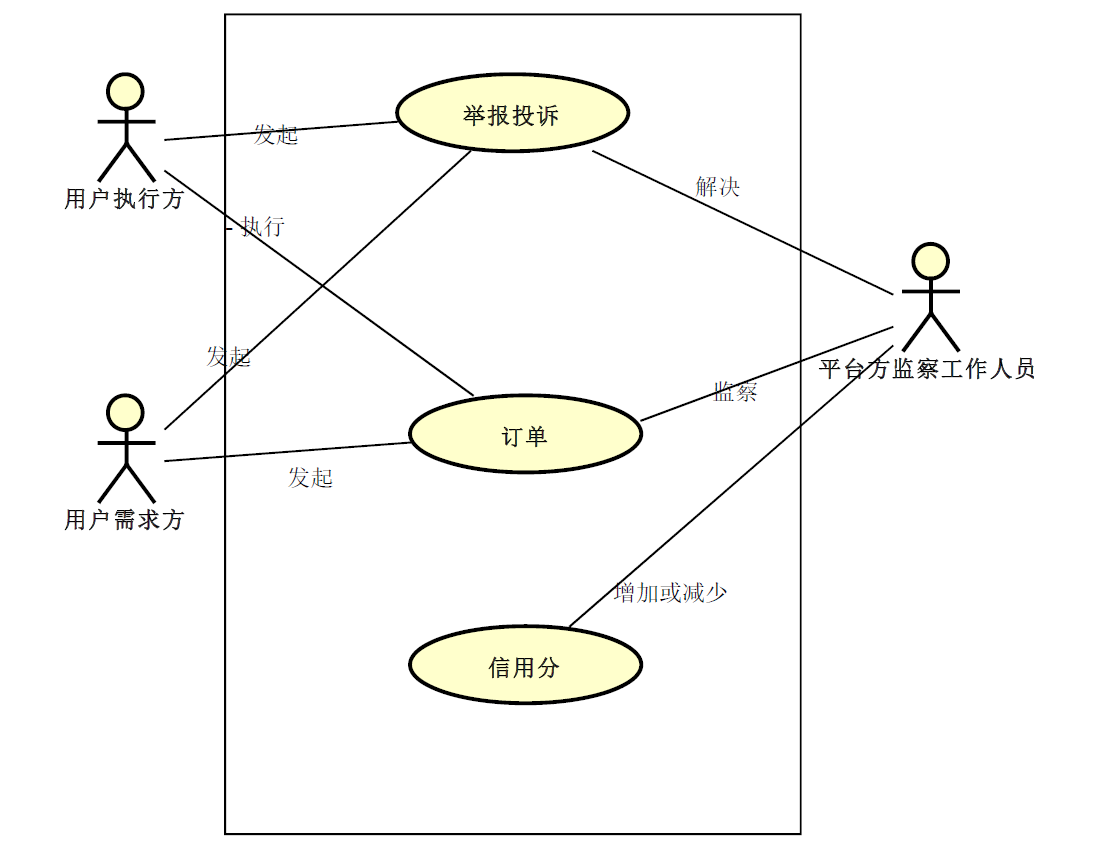 举报投诉
发起
用户执行方
解决
执行
发起
平台方监察工作人员
监察
订单
发起
用户需求方
增加或减少
信用分